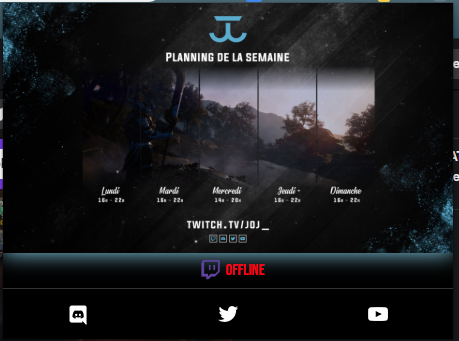 PLANNING DE LA SEMAINE
Lundi Mardi Mercredi Jeudi - Dimanche
16h - 22h 16h - 22h 14h - 20h 16h - 22h 16h - 22h
TWITCH.TV/JOJ_
OFFLINE